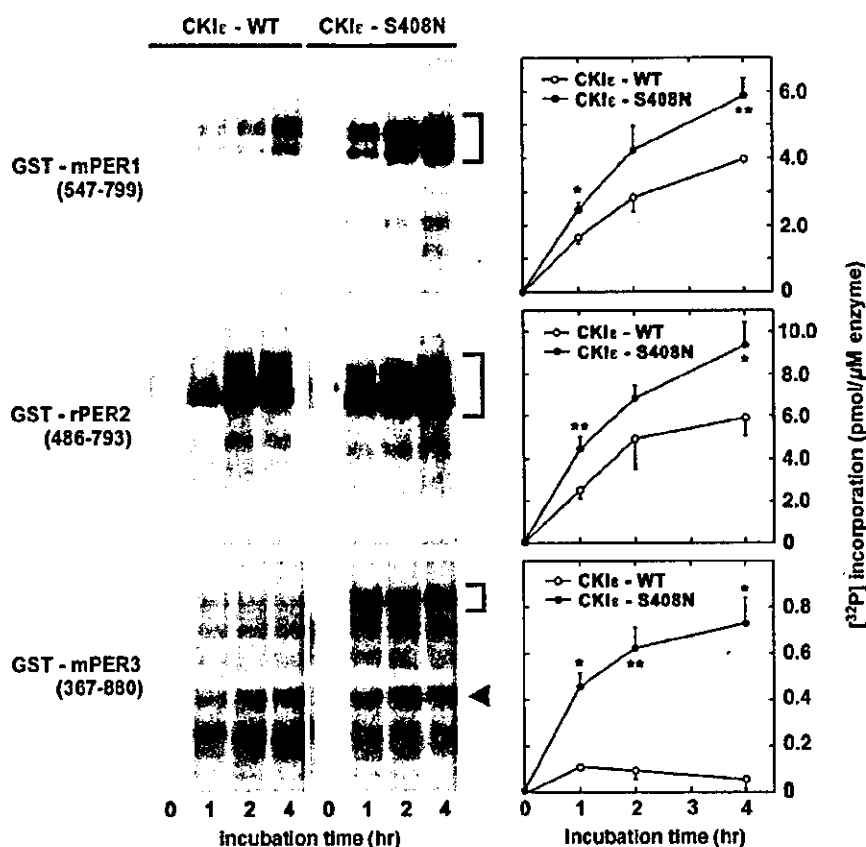 CKIε - WT CKIε - S408N
GST - mPER1
(547-799)
GST - rPER2
(486-793)
GST - mPER3
(367-880)
0 1 2 4 0 1 2 4
Incubation time (hr)
CKIε - WT
CKIε - S408N
*
**
6.0
4.0
2.0
0
CKIε - WT
CKIε - S408N
**
*
10.0
8.0
6.0
4.0
2.0
0
CKIε - WT
CKIε - S408N
*
**
*
0.8
0.6
0.4
0.2
0
0 1 2 3 4
Incubation time (hr)
[³²P] incorporation (pmol/µM enzyme)